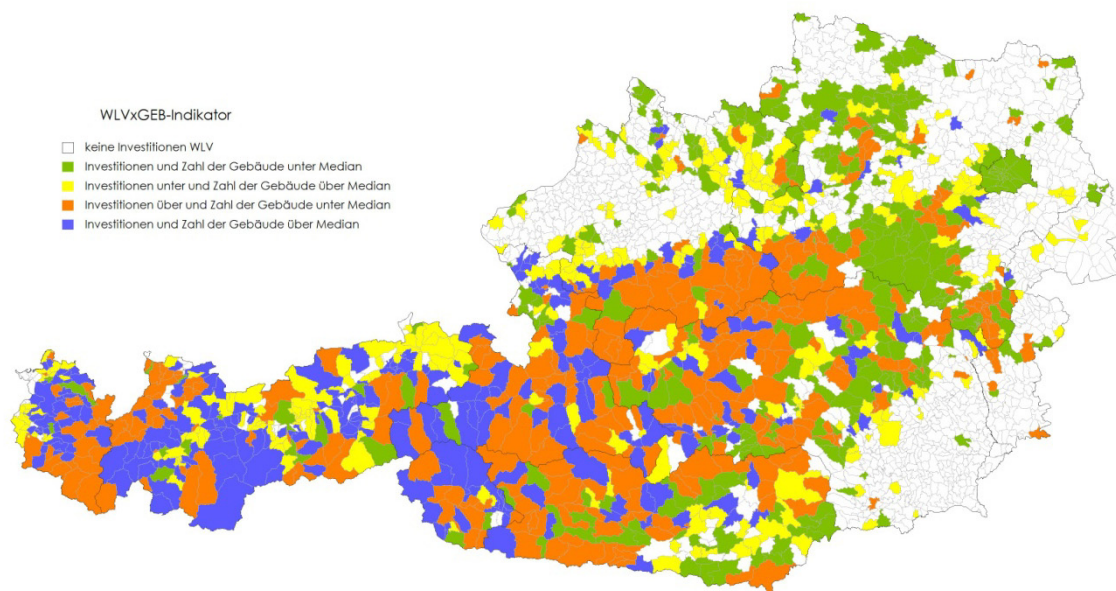 WLVxGEB-Indikator
keine Investitionen WLV
Investitionen und Zahl der Gebäude unter Median
Investitionen unter und Zahl der Gebäude über Median
Investitionen über und Zahl der Gebäude unter Median
Investitionen und Zahl der Gebäude über Median